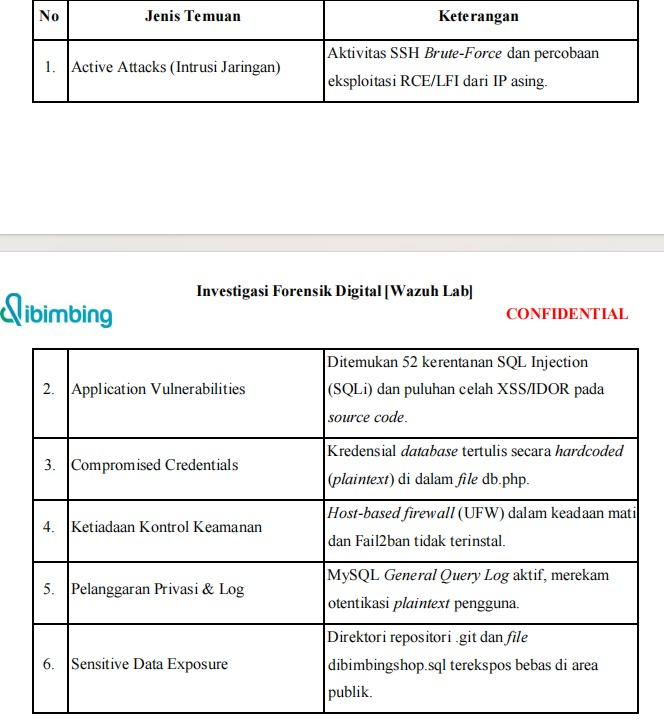 No Jenis Temuan Keterangan
1. Active Attacks (Intrusi Jaringan) Aktivitas SSH Brute-Force dan percobaan
eksploitasi RCE/LFI dari IP asing.
Investigasi Forensik Digital [Wazuh Lab]
ibimbing
CONFIDENTIAL
2. Application Vulnerabilities Ditemukan 52 kerentanan SQL Injection
(SQLi) dan puluhan celah XSS/IDOR pada
source code.
3. Compromised Credentials Kredensial database tertulis secara hardcoded
(plaintext) di dalam file db.php.
4. Ketiadaan Kontrol Keamanan Host-based firewall (UFW) dalam keadaan mati
dan Fail2ban tidak terinstal.
5. Pelanggaran Privasi & Log MySQL General Query Log aktif, merekam
otentikasi plaintext pengguna.
6. Sensitive Data Exposure Direktori repositori .git dan file
dibimbingshop.sql terekspos bebas di area
publik.